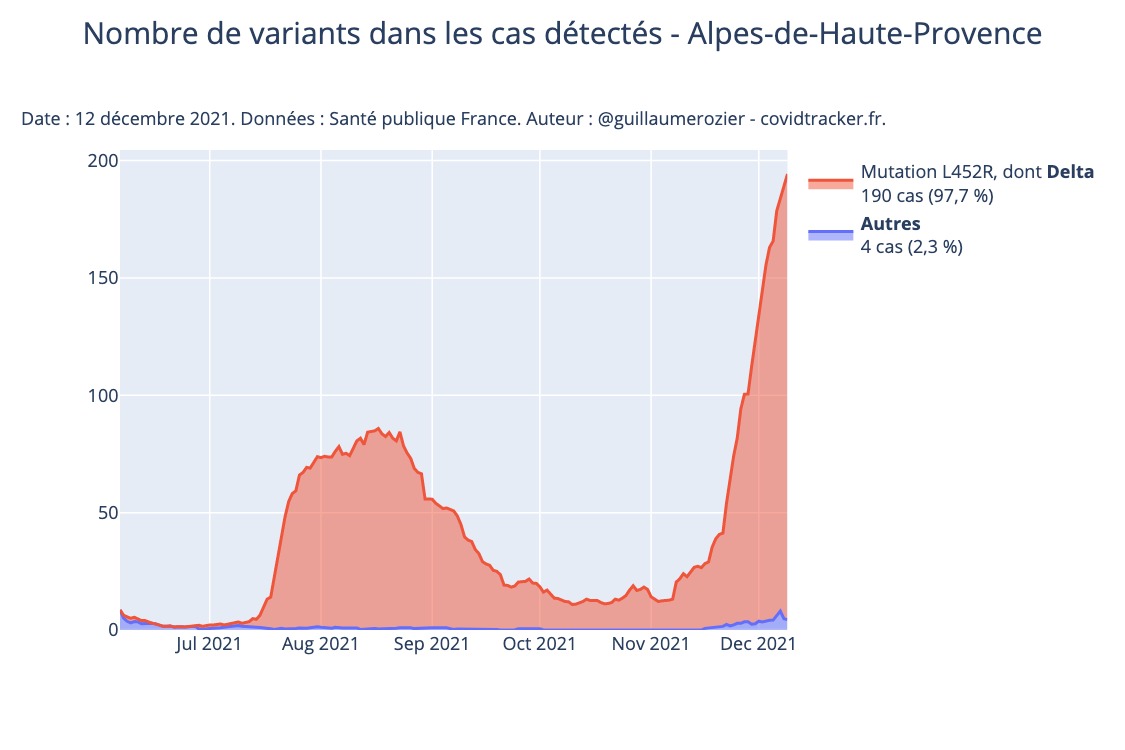 Nombre de variants dans les cas détectés - Alpes-de-Haute-Provence
Date : 12 décembre 2021. Données : Santé publique France. Auteur : @guillaumerozier - covidtracker.fr.
200
150
100
50
0
Jul 2021
Aug 2021
Sep 2021
Oct 2021
Nov 2021
Dec 2021
Mutation L452R, dont Delta
190 cas (97,7 %)
Autres
4 cas (2,3 %)